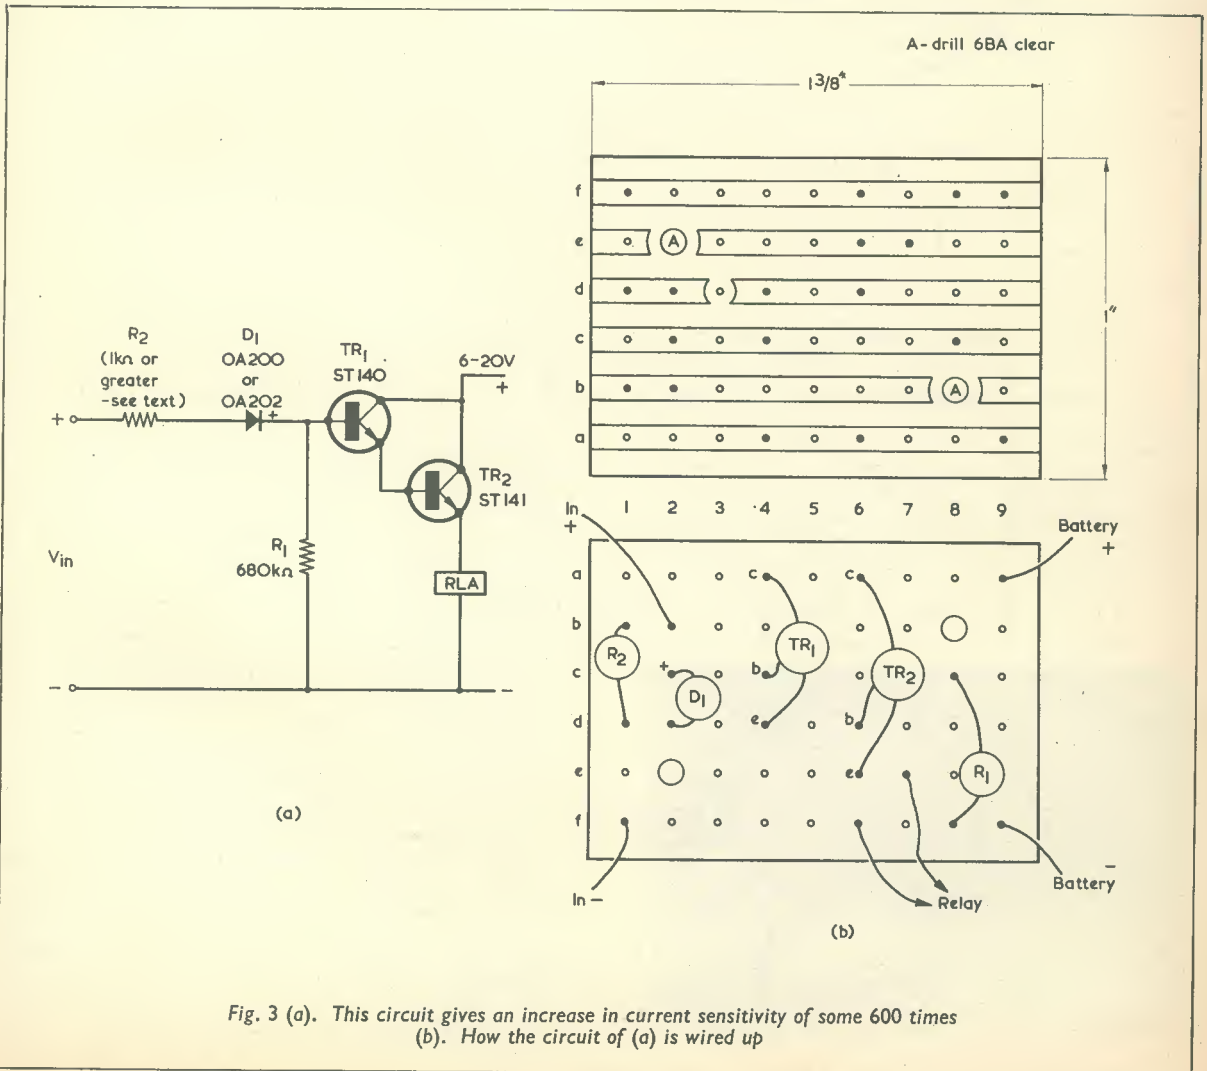 A- drill 6BA clear
1 3/8"
f
e
A
d
c
b
A
a
1"
1 2 3 4 5 6 7 8 9
R2
(1kΩ or
greater
-see text)
D1
OA200
or
OA202
TR1
ST140
6-20V
+
+
+
TR2
ST141
Vin
R1
680kΩ
RLA
-
-
(a)
In
+
Battery
+
a
c
c
b
R2
TR1
c
+
D1
b
TR2
d
e
b
e
e
R1
f
In -
Relay
-
Battery
(b)
Fig. 3 (a). This circuit gives an increase in current sensitivity of some 600 times
(b). How the circuit of (a) is wired up